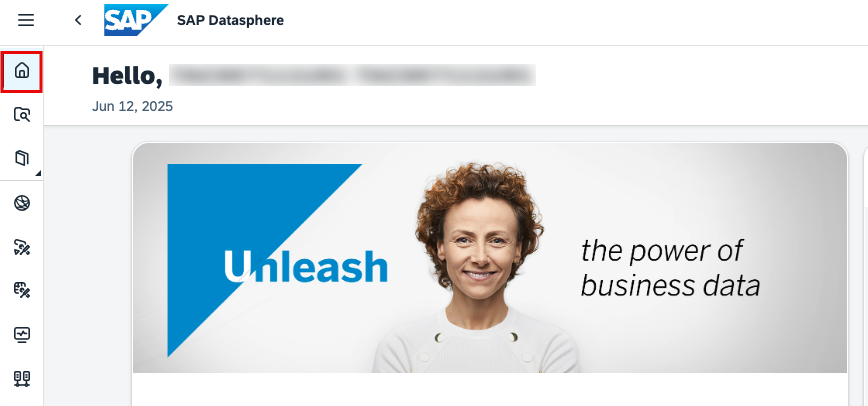 SAP SAP Datasphere
Hello,
Jun 12, 2025
Unleash
the power of
business data